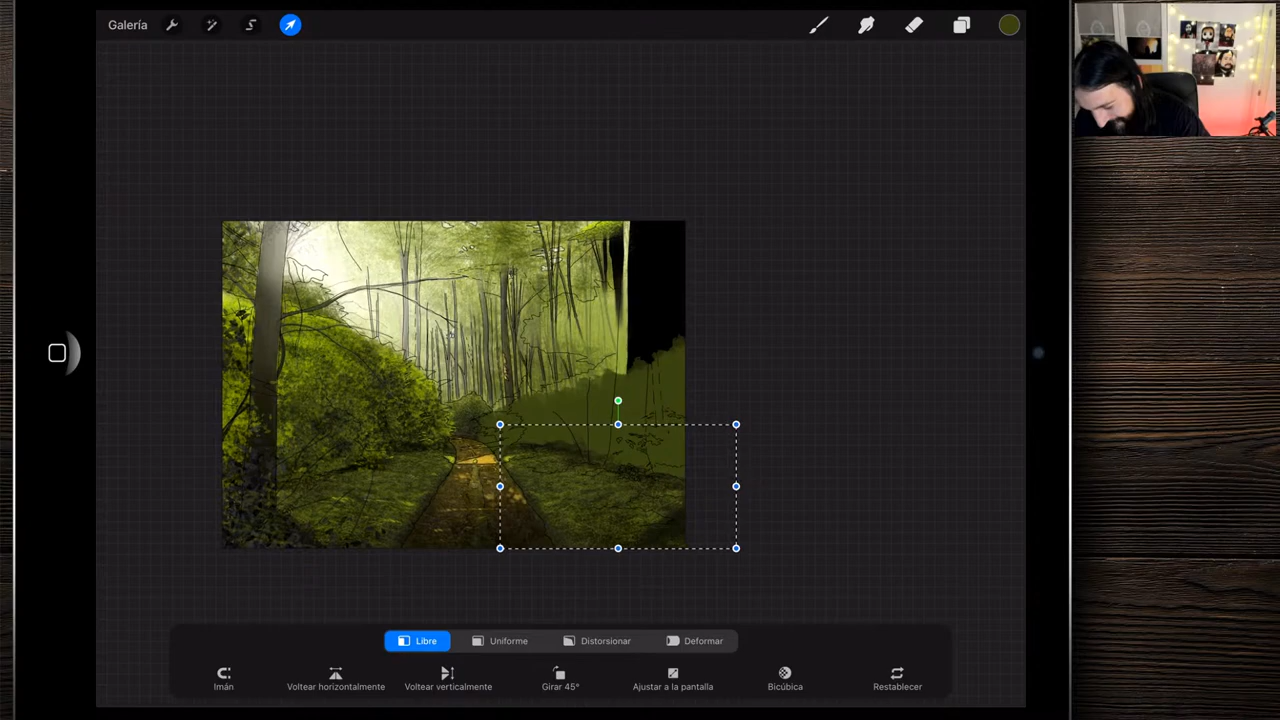 Galería
Libre
Uniforme
Distorsionar
Deformar
Imán
Voltear horizontalmente
Voltear verticalmente
Girar 45°
Ajustar a la pantalla
Bicúbica
Restablecer